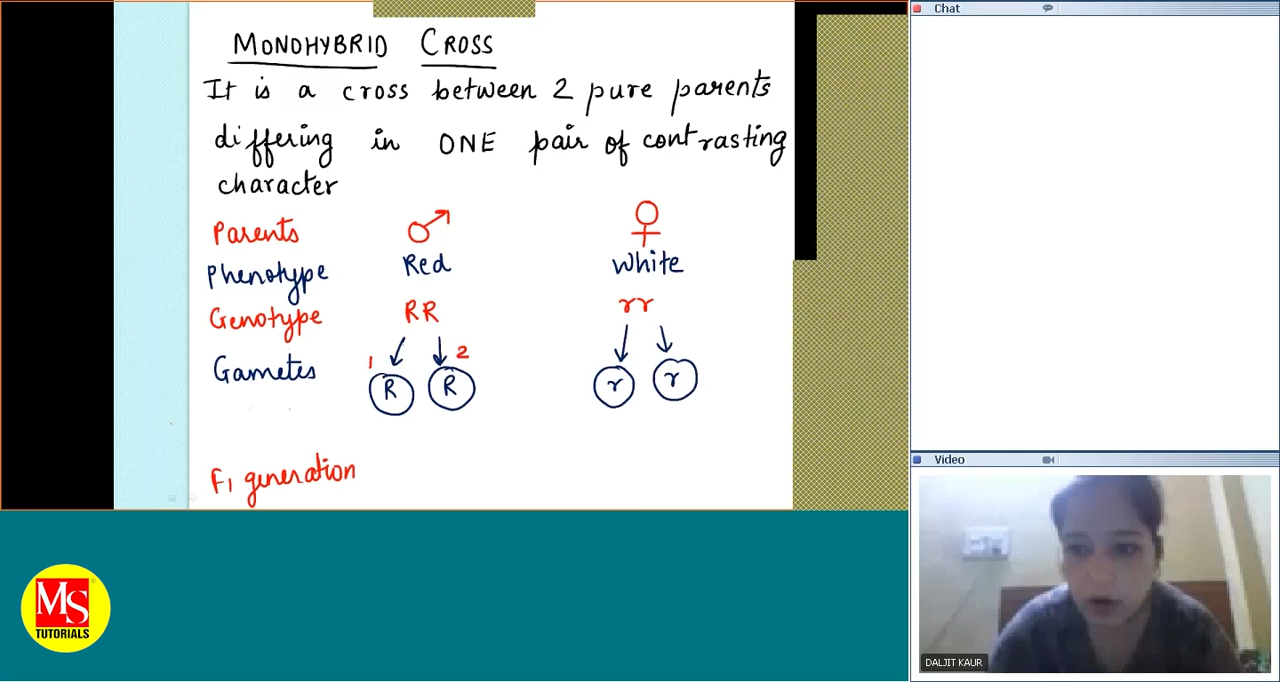 MONOHYBRID CROSS
It is a cross between 2 pure parents
differing in ONE pair of contrasting
character
Parents ♂ ♀
Phenotype Red White
Genotype RR rr
1 2
Gametes R R r r
F1 generation
MS
TUTORIALS
Chat
Video
DALJIT KAUR